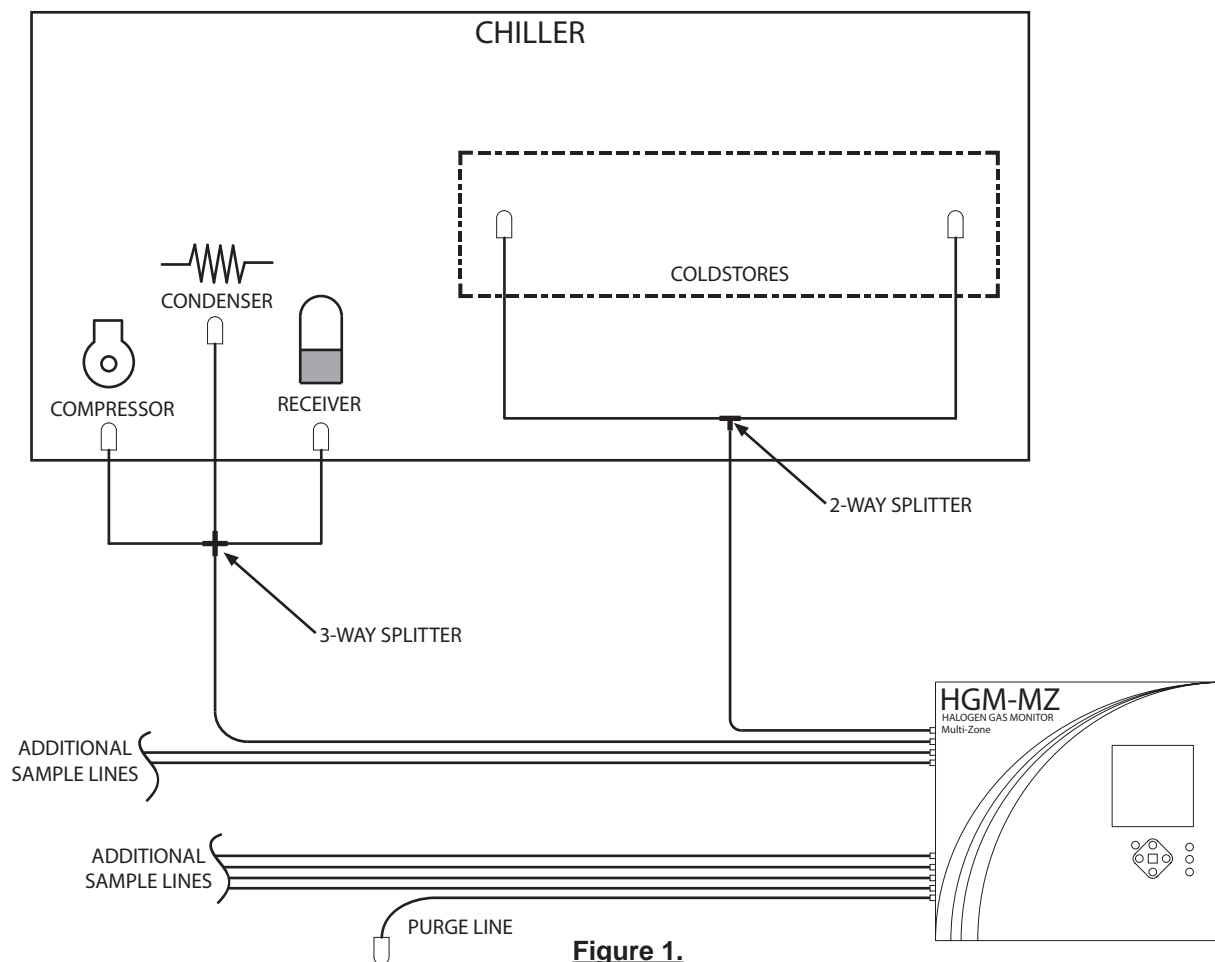 CHILLER
COLDSTORES
CONDENSER
COMPRESSOR
RECEIVER
2-WAY SPLITTER
3-WAY SPLITTER
HGM-MZ
HALOGEN GAS MONITOR
Multi-Zone
ADDITIONAL
SAMPLE LINES
ADDITIONAL
SAMPLE LINES
PURGE LINE
Figure 1.